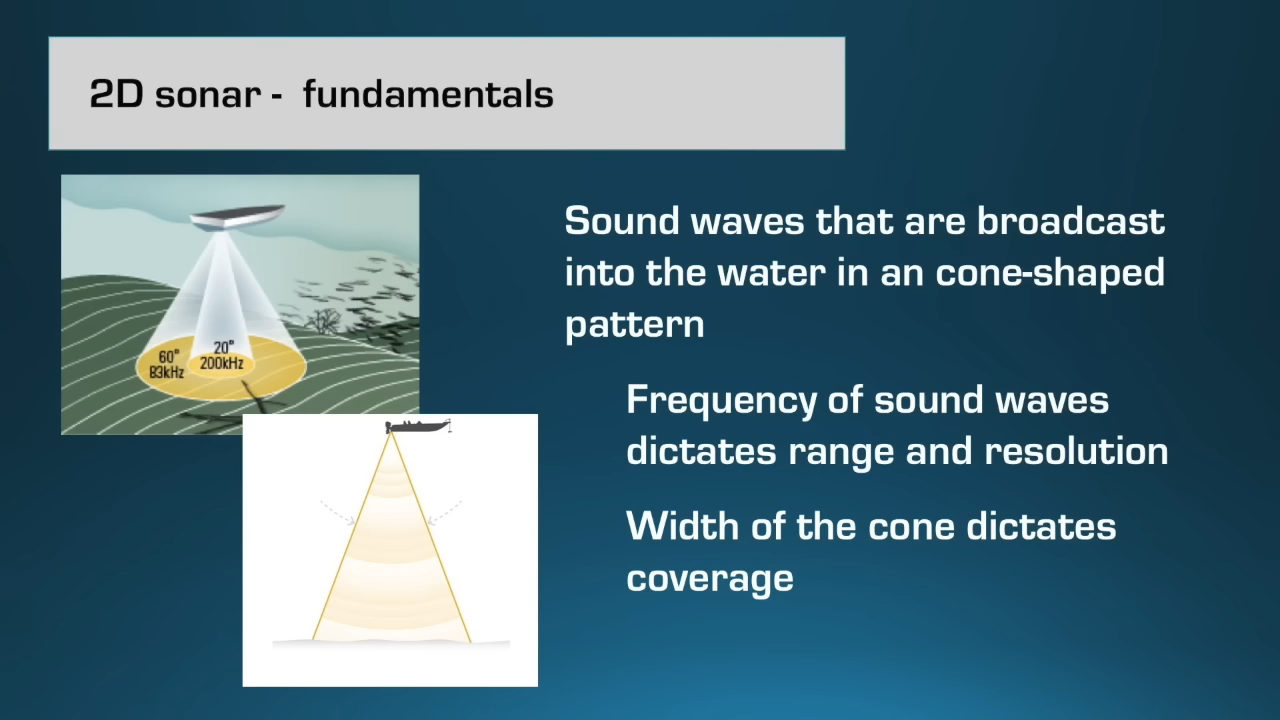 2D sonar -  fundamentals
60°
83kHz
20°
200kHz
Sound waves that are broadcast
into the water in an cone-shaped
pattern
Frequency of sound waves
dictates range and resolution
Width of the cone dictates
coverage